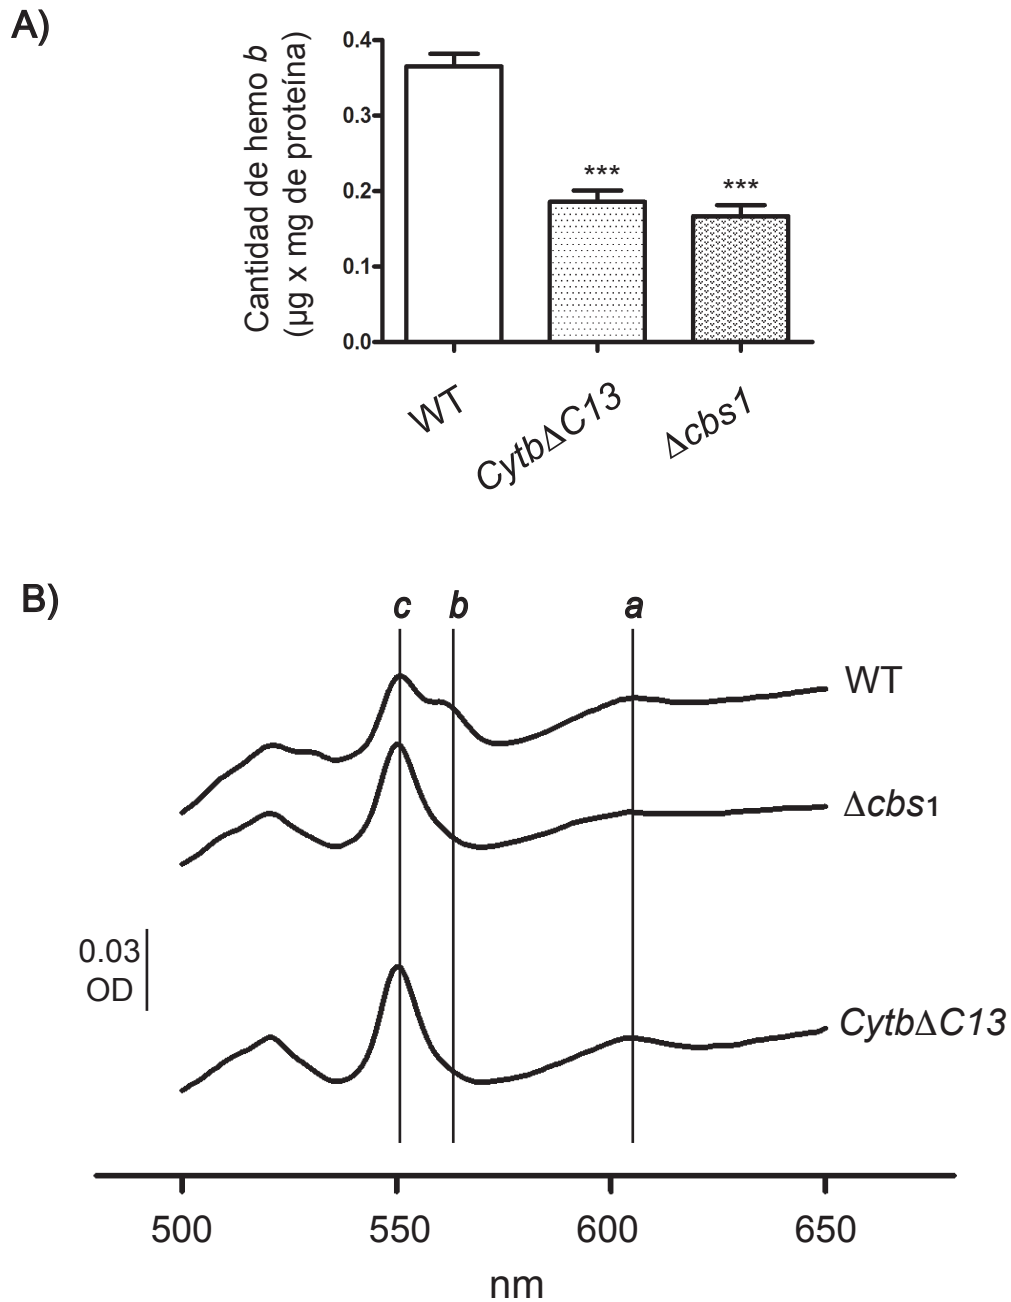 A)
Cantidad de hemo b
(µg x mg de proteína)
0.4
0.3
0.2
0.1
0.0
***
***
WT
CytbΔC13
Δcbs1
B)
c b a
WT
Δcbs1
0.03
OD
CytbΔC13
500 550 600 650
nm